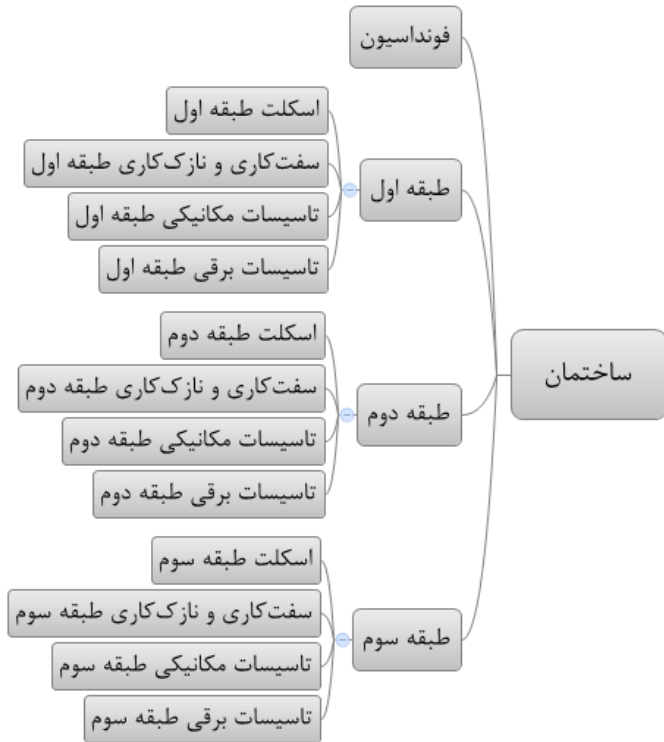 ساختمان
فونداسیون
طبقه اول
اسکلت طبقه اول
سفت‌کاری و نازک‌کاری طبقه اول
تاسیسات مکانیکی طبقه اول
تاسیسات برقی طبقه اول
طبقه دوم
اسکلت طبقه دوم
سفت‌کاری و نازک‌کاری طبقه دوم
تاسیسات مکانیکی طبقه دوم
تاسیسات برقی طبقه دوم
طبقه سوم
اسکلت طبقه سوم
سفت‌کاری و نازک‌کاری طبقه سوم
تاسیسات مکانیکی طبقه سوم
تاسیسات برقی طبقه سوم